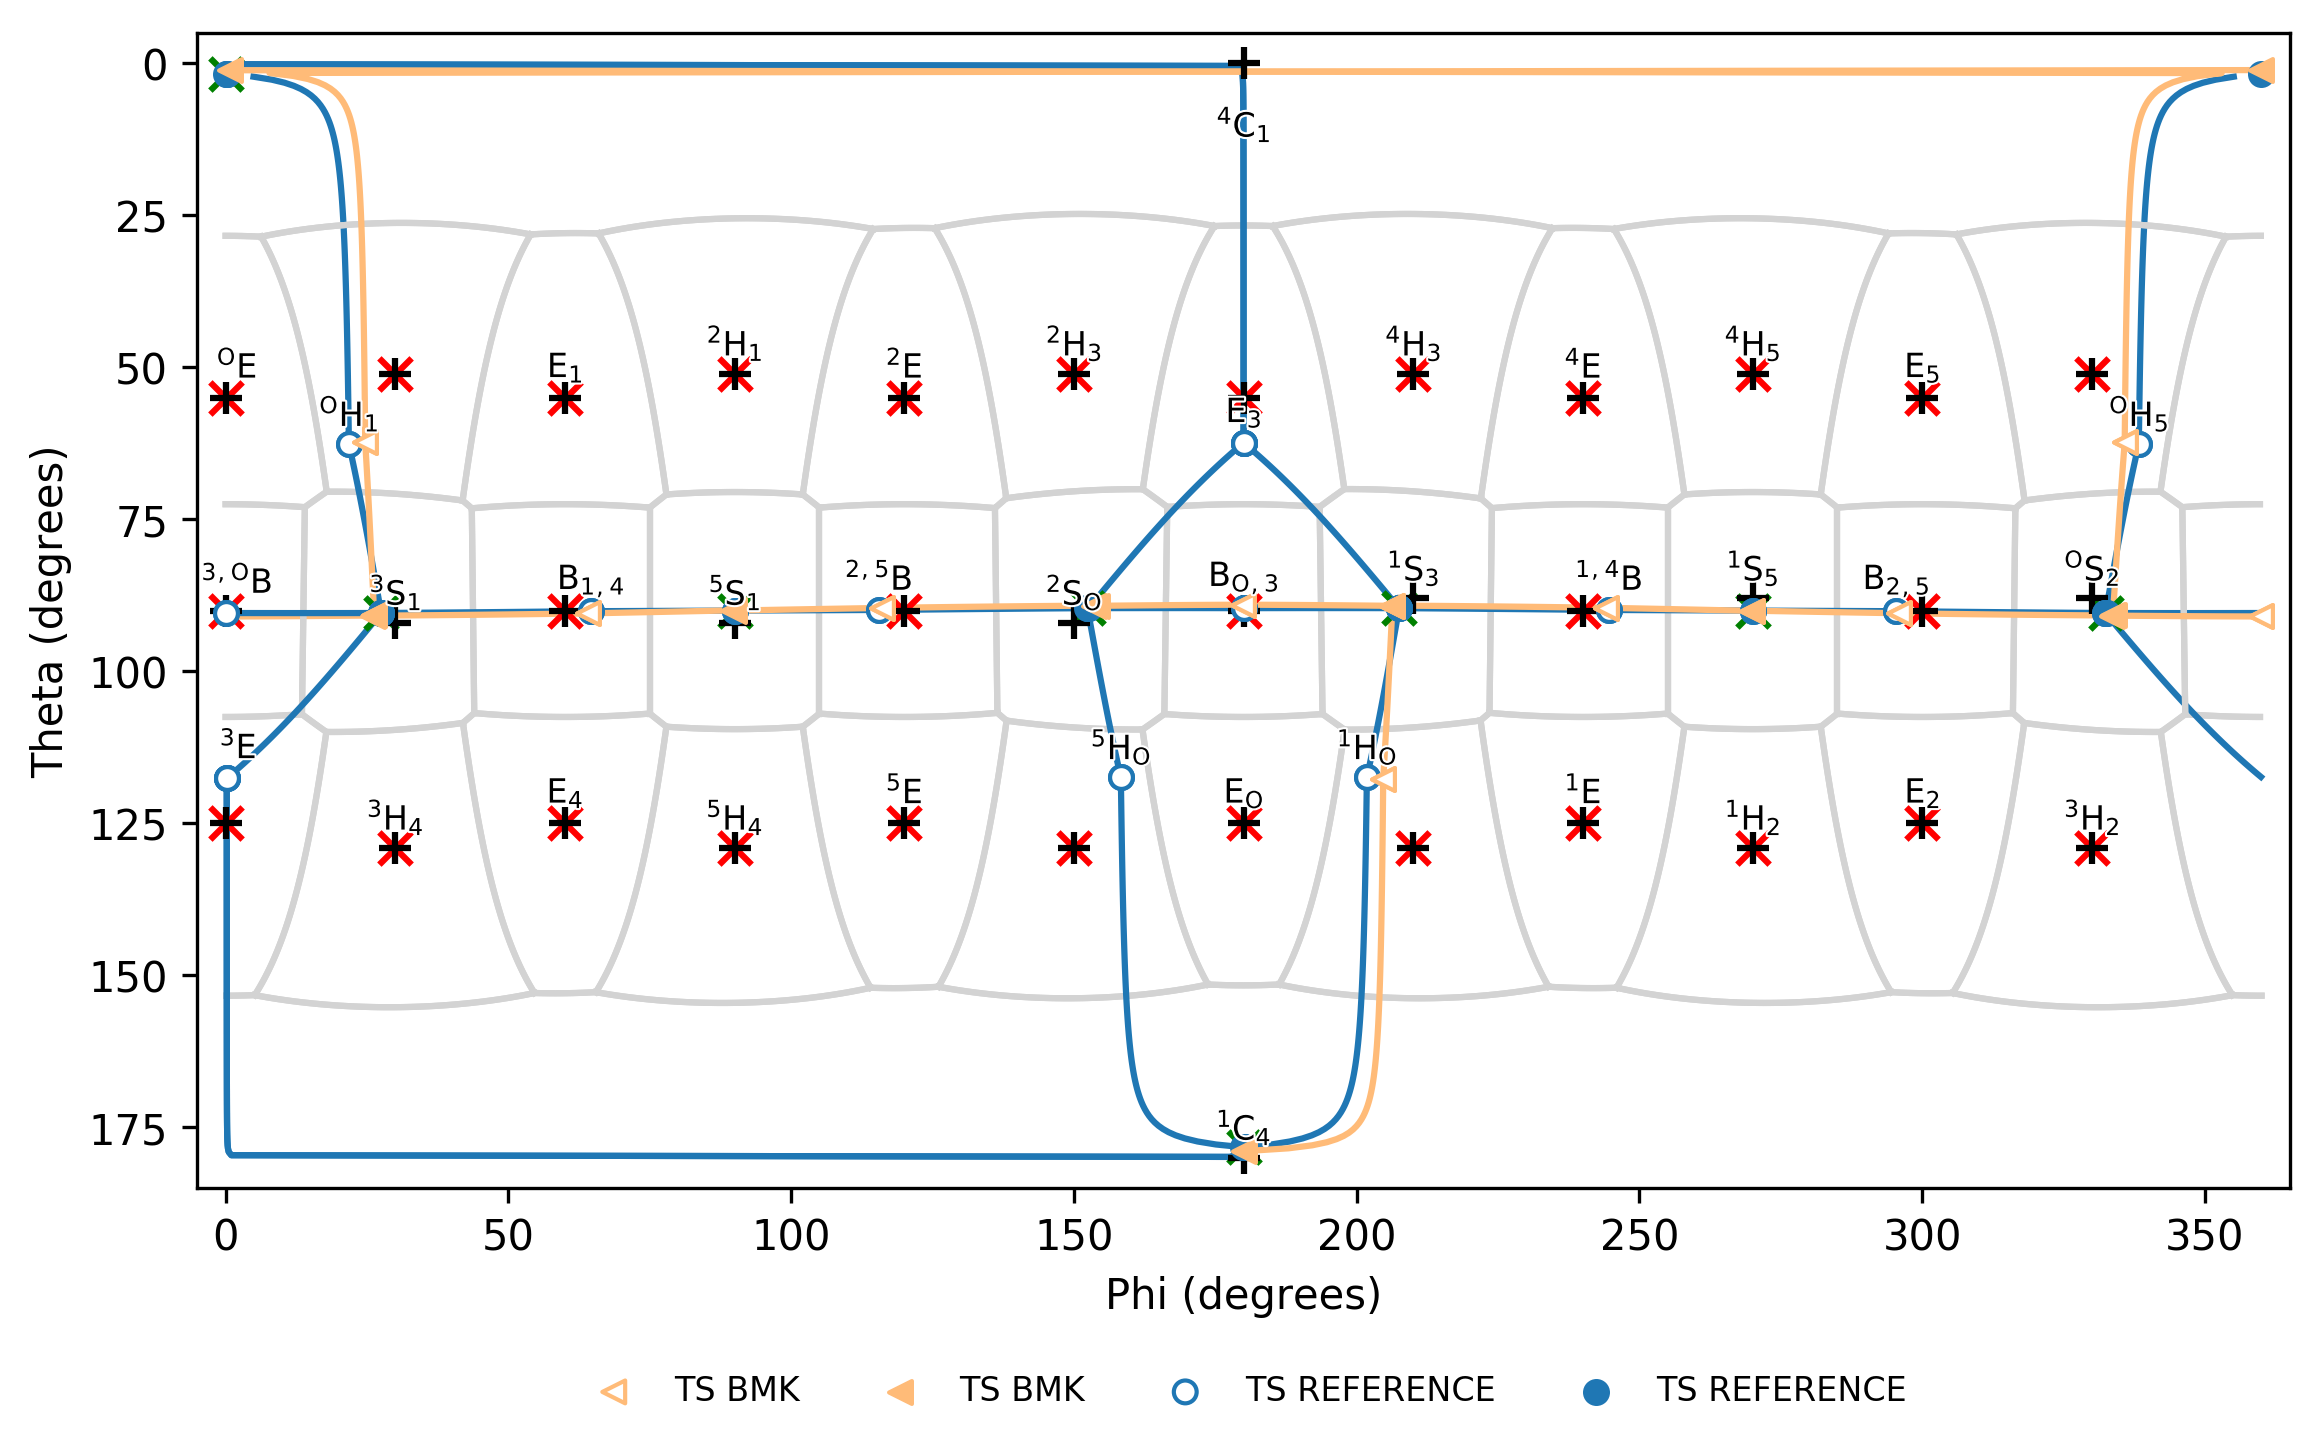 0
⁴C₁
25
²H₁ ²H₃ ⁴H₃ ⁴H₅
50
ᴼE E₁ ²E ⁴E E₅
ᴼH₁ E₃ ᴼH₅
75
³,ᴼB ³S₁ B₁,₄ ⁵S₁ ²,⁵B ²Sₒ Bₒ,₃ ¹S₃ ¹,⁴B ¹S₅ B₂,₅ ᴼS₂
100
³E ⁵Hₒ ¹Hₒ
125
³H₄ E₄ ⁵H₄ ⁵E Eₒ ¹E ¹H₂ E₂ ³H₂
150
175
¹C₄
Theta (degrees)
0 50 100 150 200 250 300 350
Phi (degrees)
TS BMK TS BMK TS REFERENCE TS REFERENCE